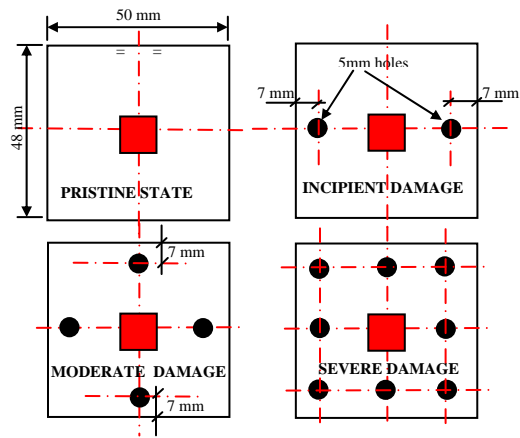 50 mm
= =
48 mm
PRISTINE STATE
5mm holes
7 mm
7 mm
INCIPIENT DAMAGE
7 mm
MODERATE DAMAGE
7 mm
SEVERE DAMAGE